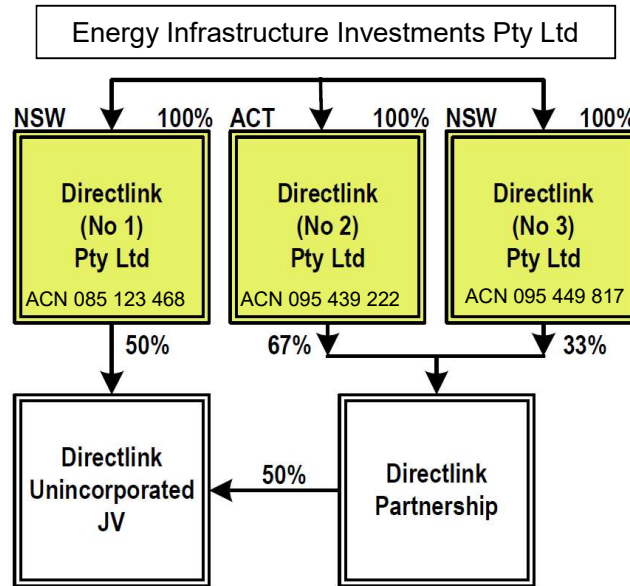 Energy Infrastructure Investments Pty Ltd
NSW 100% ACT 100% NSW 100%
Directlink
(No 1)
Pty Ltd
ACN 085 123 468
Directlink
(No 2)
Pty Ltd
ACN 095 439 222
Directlink
(No 3)
Pty Ltd
ACN 095 449 817
50% 67% 33%
Directlink
Unincorporated
JV
50%
Directlink
Partnership